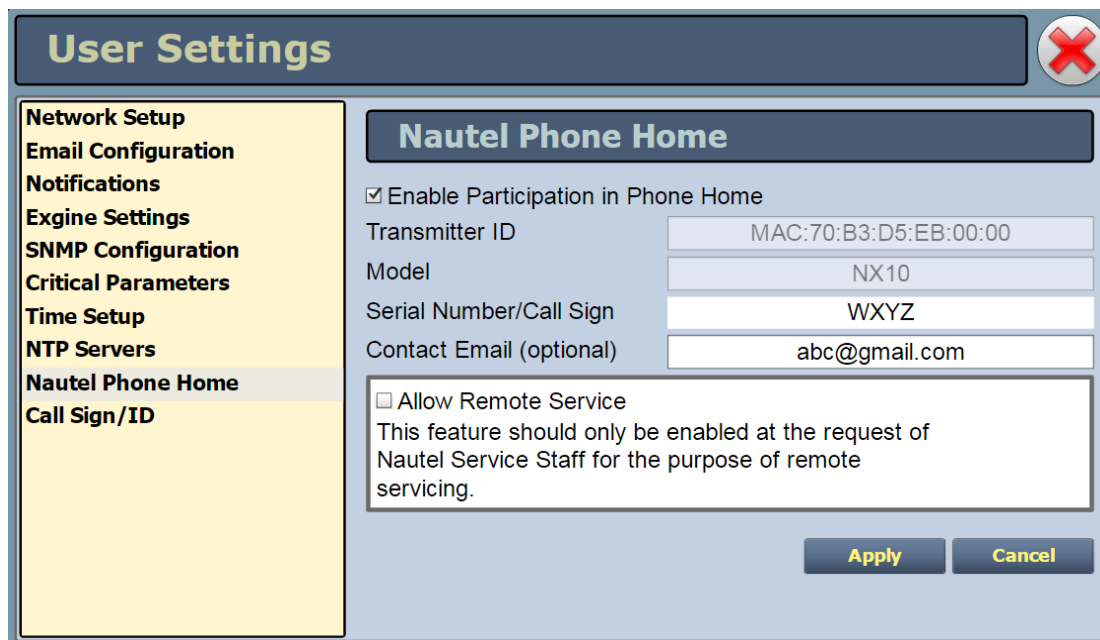 User Settings
Network Setup
Email Configuration
Notifications
Exgine Settings
SNMP Configuration
Critical Parameters
Time Setup
NTP Servers
Nautel Phone Home
Call Sign/ID
Nautel Phone Home
Enable Participation in Phone Home
Transmitter ID MAC:70:B3:D5:EB:00:00
Model NX10
Serial Number/Call Sign WXYZ
Contact Email (optional) abc@gmail.com
Allow Remote Service
This feature should only be enabled at the request of
Nautel Service Staff for the purpose of remote
servicing.
Apply Cancel